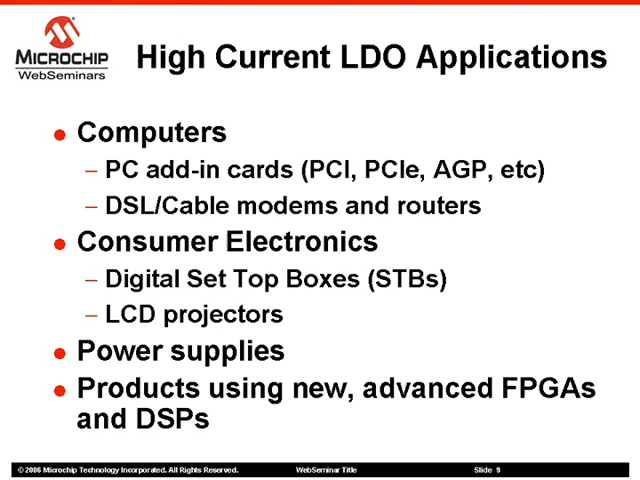 MICROCHIP
WebSeminars
High Current LDO Applications
● Computers
– PC add-in cards (PCI, PCIe, AGP, etc)
– DSL/Cable modems and routers
● Consumer Electronics
– Digital Set Top Boxes (STBs)
– LCD projectors
● Power supplies
● Products using new, advanced FPGAs
and DSPs
© 2006 Microchip Technology Incorporated. All Rights Reserved. WebSeminar Title Slide 9